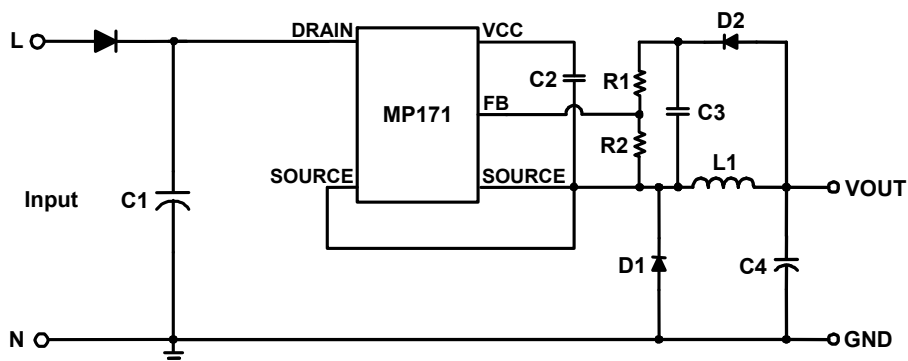 D2
L
DRAIN
VCC
C2
R1
MP171
FB
C3
R2
L1
SOURCE
SOURCE
Input
C1
VOUT
D1
C4
N
GND